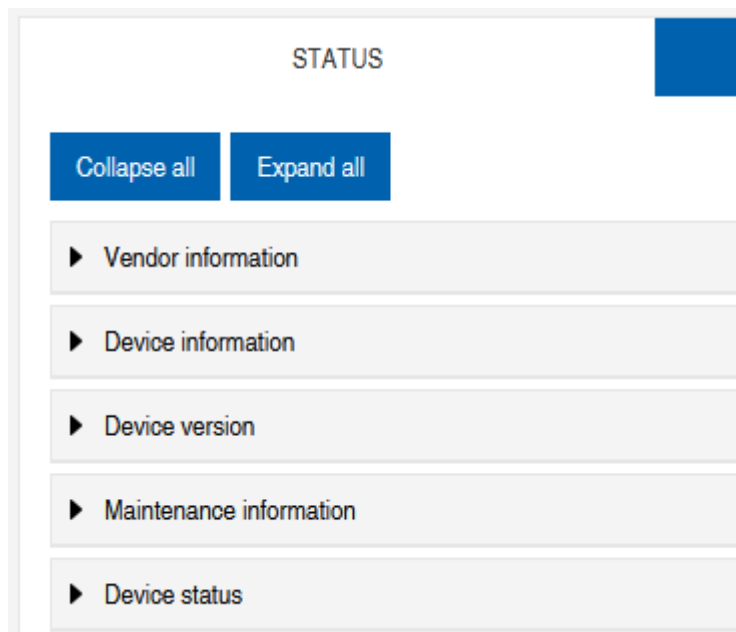 STATUS
Collapse all Expand all
Vendor information
Device information
Device version
Maintenance information
Device status